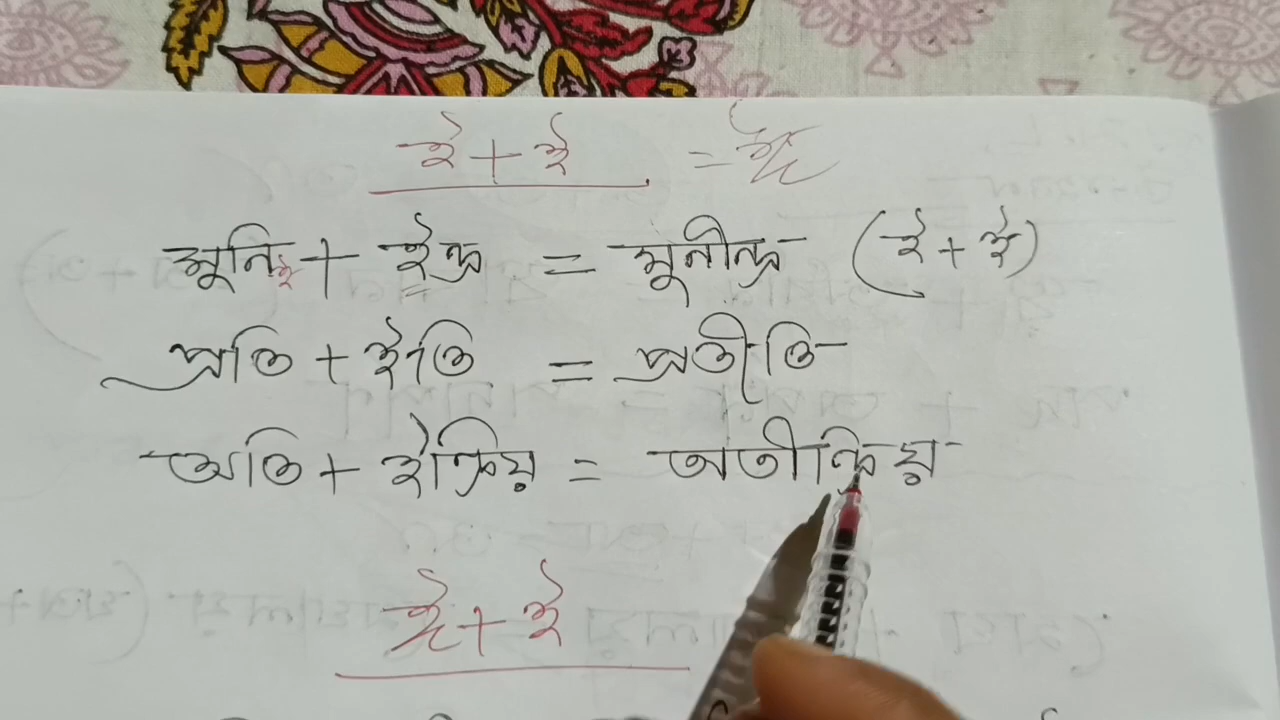 ই + ই = ঈ
মুনি ই + ইন্দ্র = মুনীন্দ্র (ই + ই)
প্রতি + ইতি = প্রতীতি
অতি + ইন্দ্রিয় = অতীন্দ্রিয়
ঈ + ই